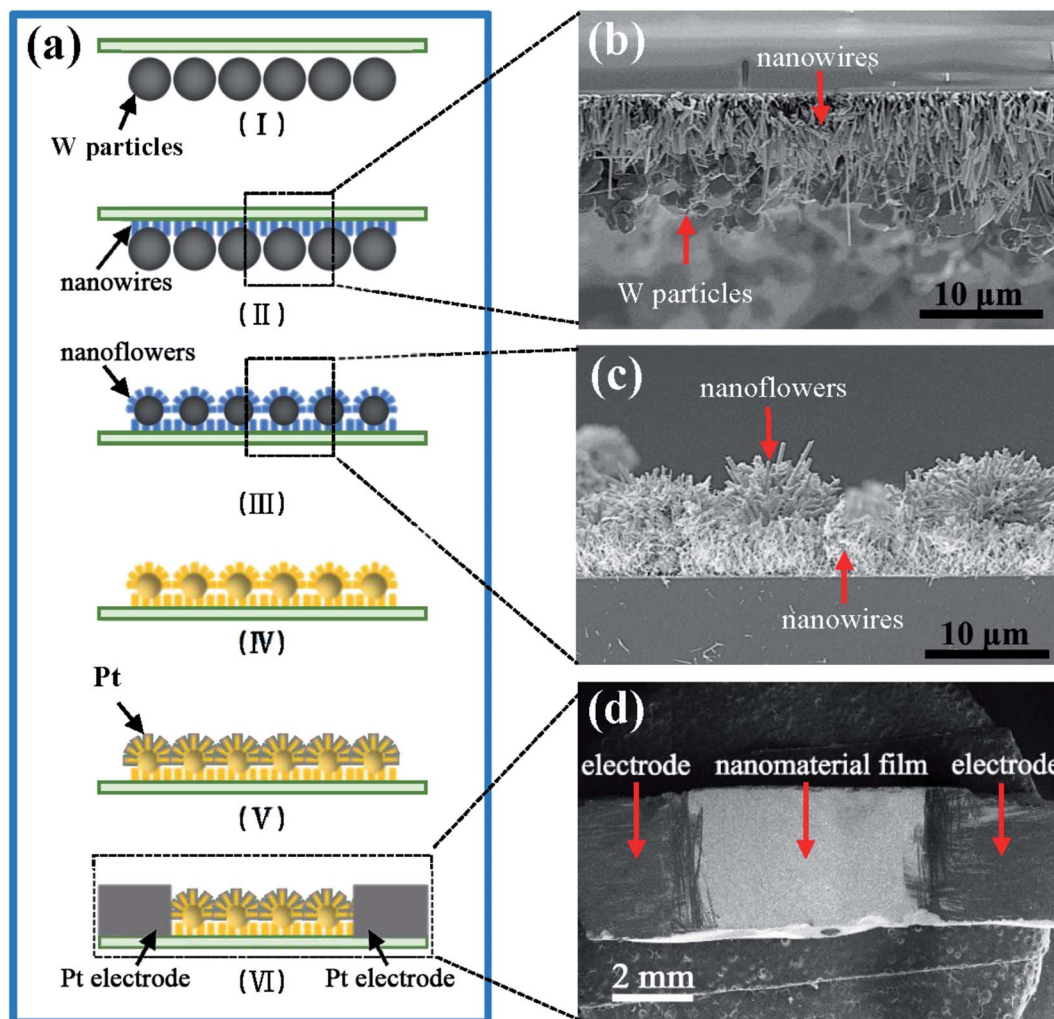 (a)
W particles
(Ⅰ)
nanowires
(Ⅱ)
nanoflowers
(Ⅲ)
(Ⅳ)
Pt
(Ⅴ)
Pt electrode
Pt electrode
(Ⅵ)
(b)
nanowires
W particles
10 μm
(c)
nanoflowers
nanowires
10 μm
(d)
electrode nanomaterial film electrode
2 mm